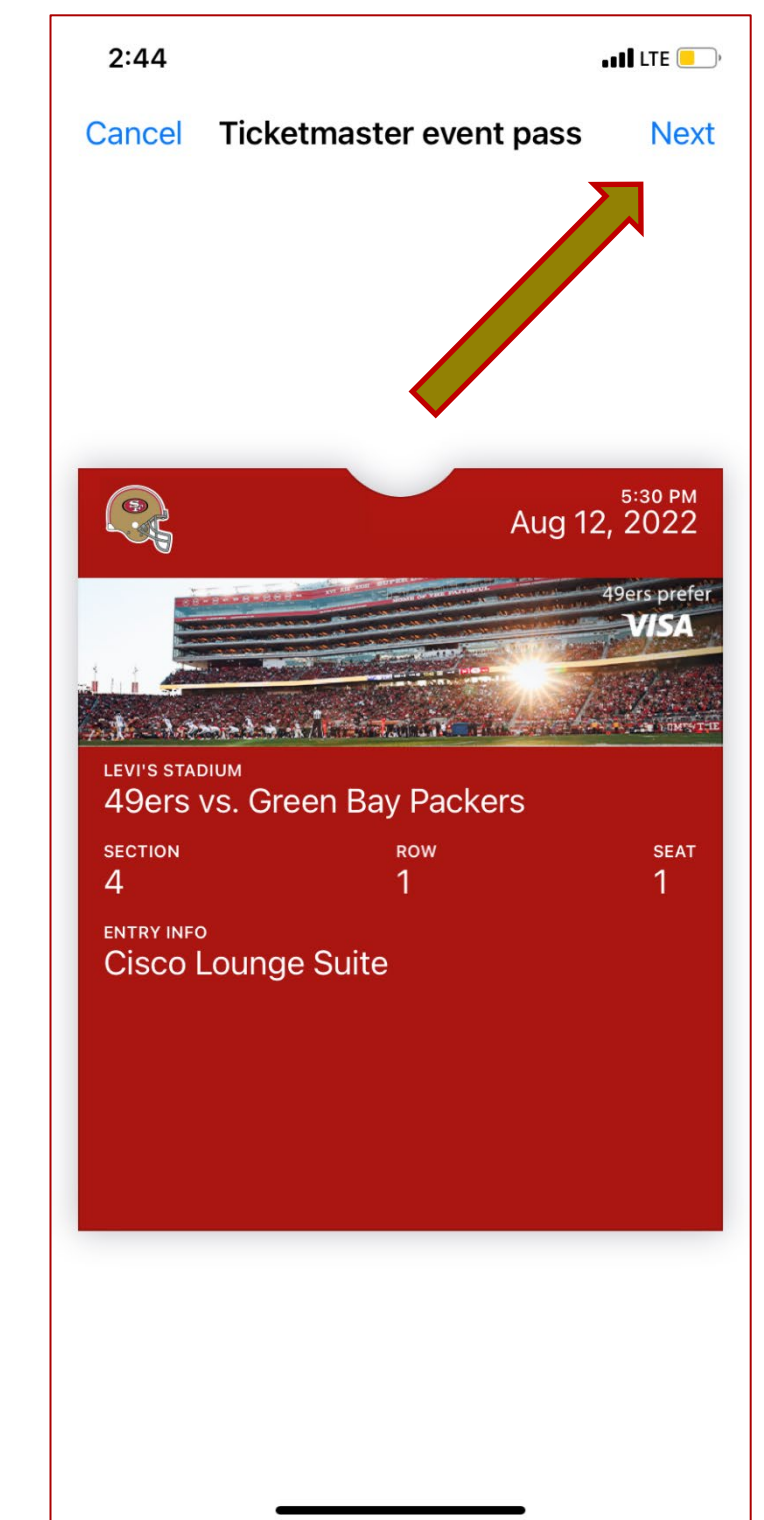 2:44 LTE
Cancel Ticketmaster event pass Next
5:30 PM
Aug 12, 2022
49ers prefer
VISA
LEVI'S STADIUM
49ers vs. Green Bay Packers
SECTION ROW SEAT
4 1 1
ENTRY INFO
Cisco Lounge Suite